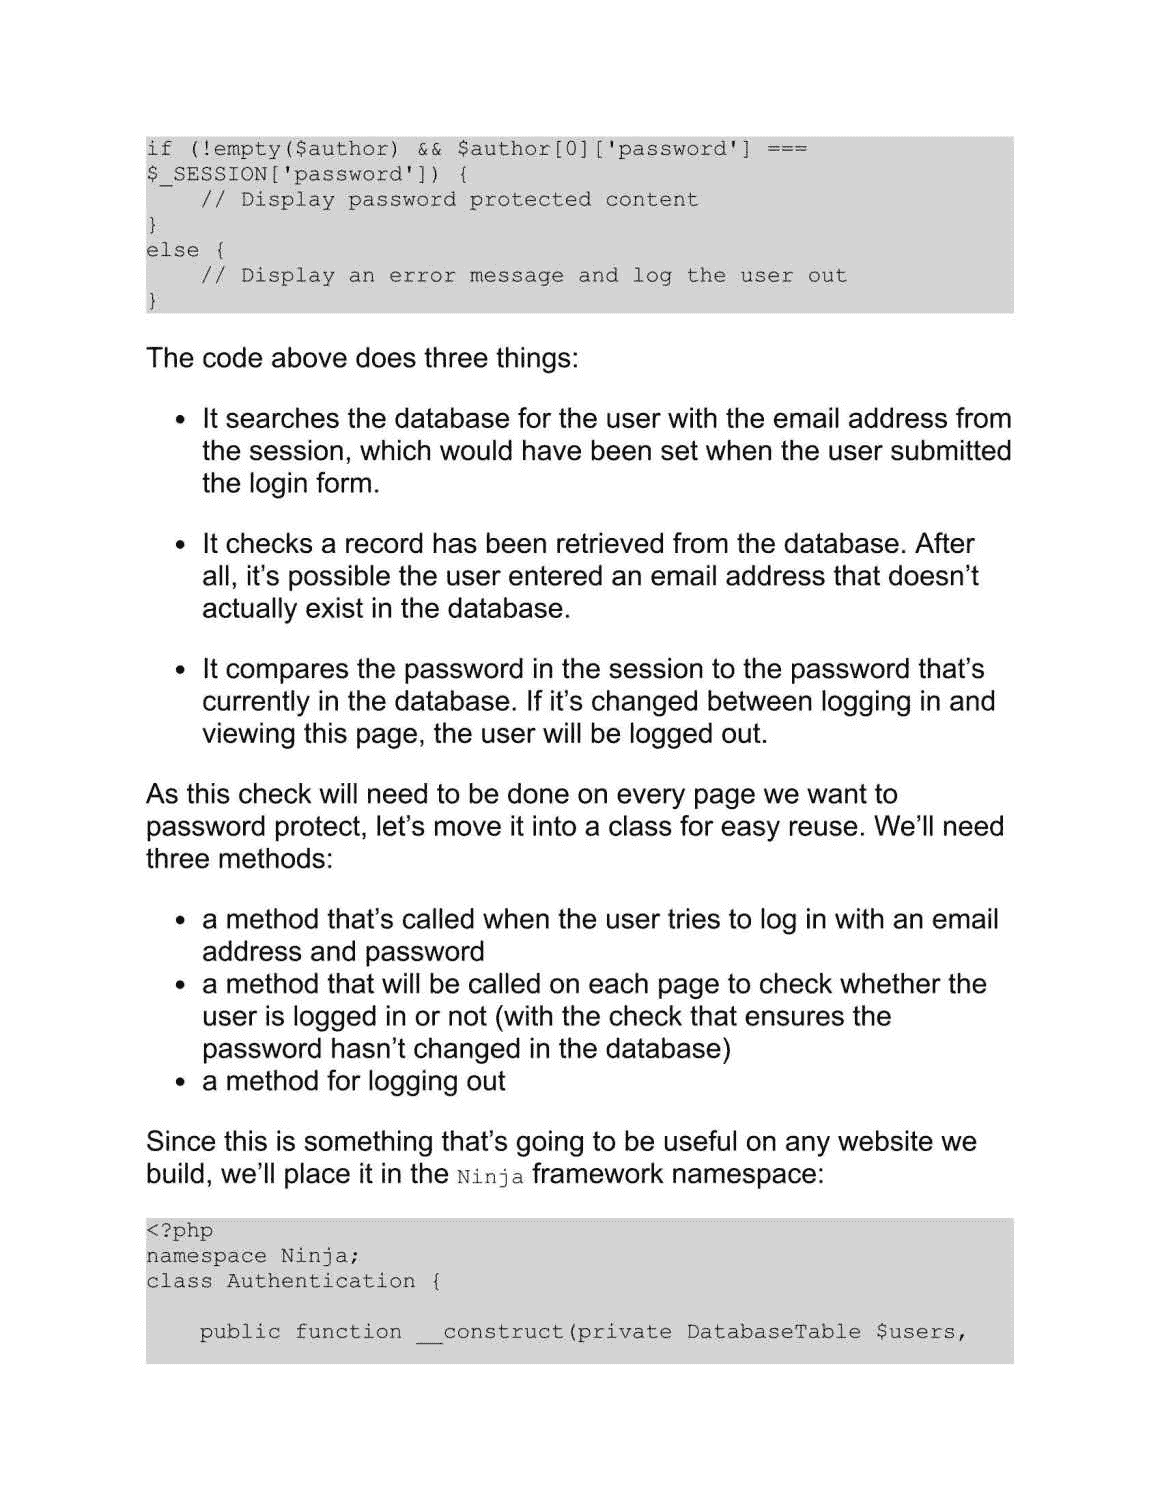 if (!empty($author) && $author[0]['password'] ===
$_SESSION['password']) {
    // Display password protected content
}
else {
    // Display an error message and log the user out
}
The code above does three things:
• It searches the database for the user with the email address from
the session, which would have been set when the user submitted
the login form.
• It checks a record has been retrieved from the database. After
all, it’s possible the user entered an email address that doesn’t
actually exist in the database.
• It compares the password in the session to the password that’s
currently in the database. If it’s changed between logging in and
viewing this page, the user will be logged out.
As this check will need to be done on every page we want to
password protect, let’s move it into a class for easy reuse. We’ll need
three methods:
• a method that’s called when the user tries to log in with an email
address and password
• a method that will be called on each page to check whether the
user is logged in or not (with the check that ensures the
password hasn’t changed in the database)
• a method for logging out
Since this is something that’s going to be useful on any website we
build, we’ll place it in the Ninja framework namespace:
<?php
namespace Ninja;
class Authentication {
    public function __construct(private DatabaseTable $users,